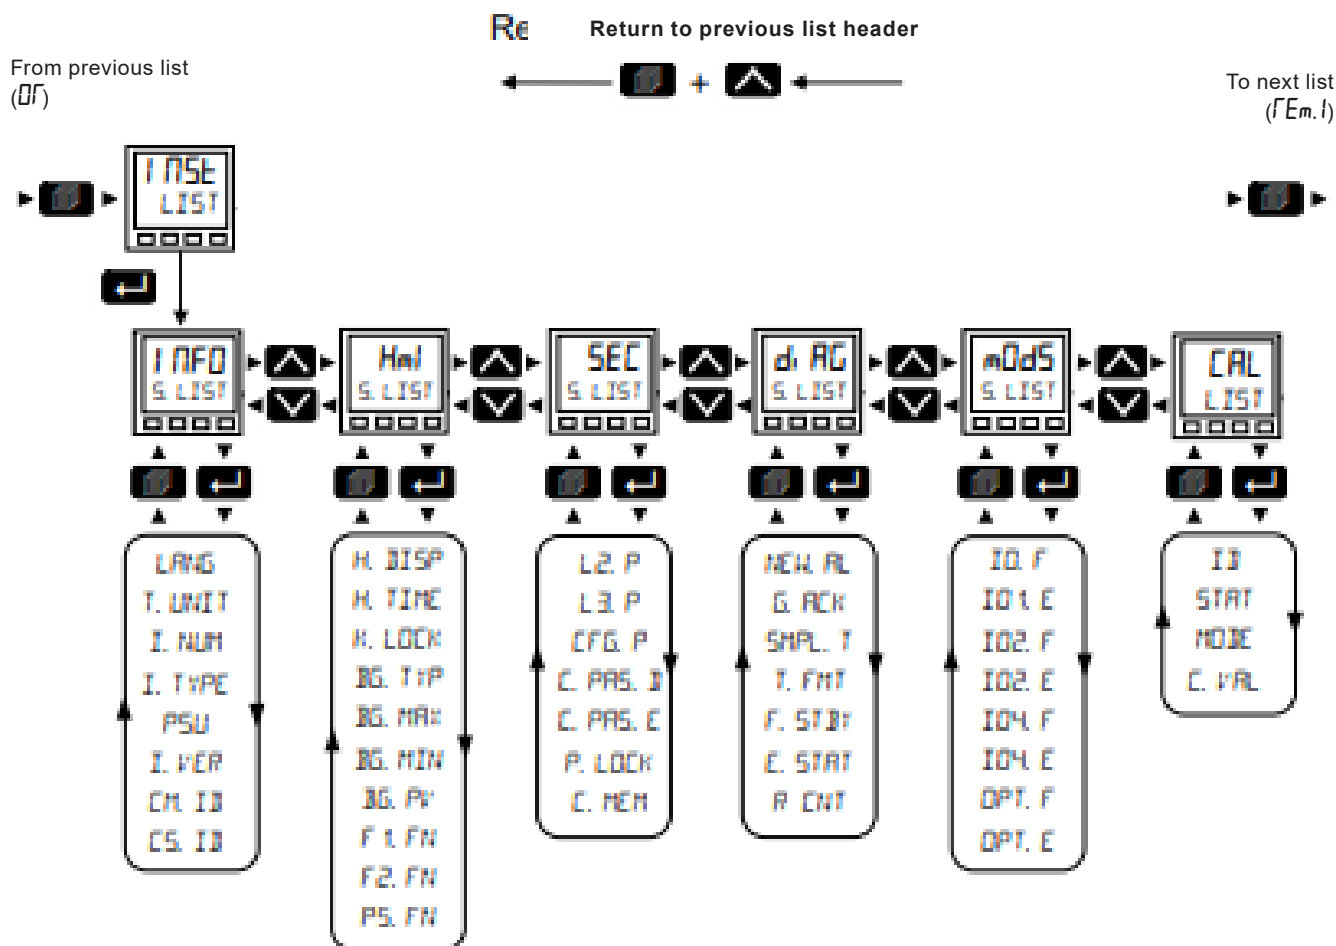 Re Return to previous list header
From previous list
(OT)
+
To next list
(TEm.1)
INSt
LIST
INFO
S. LIST
HmI
S. LIST
SEC
S. LIST
diAG
S. LIST
mOdS
S. LIST
CAL
LIST
LANG
T. UNIT
I. NUM
I. TYPE
PSU
I. VER
CM. ID
CS. ID
H. DISP
H. TIME
K. LOCK
BG. TYP
BG. MAX
BG. MIN
BG. PV
F1. FN
F2. FN
PS. FN
L2. P
L3. P
CFG. P
C. PAS. D
C. PAS. E
P. LOCK
C. MEM
NEW. AL
G. ACK
SMPL. T
T. FMT
F. STBY
E. STAT
R CNT
IO. F
IO1. E
IO2. F
IO2. E
IO4. F
IO4. E
OPT. F
OPT. E
ID
STAT
MODE
C. VAL